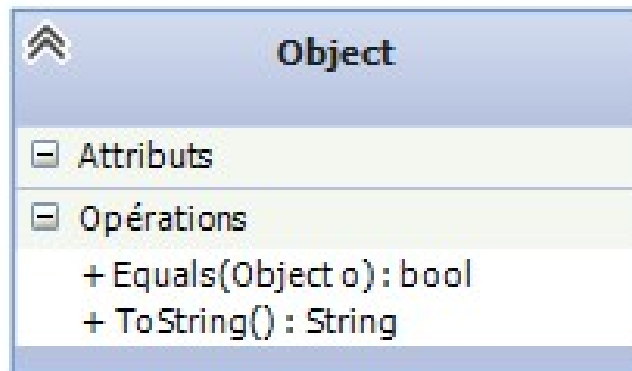 Object
Attributs
Opérations
+ Equals(Object o) : bool
+ ToString() : String